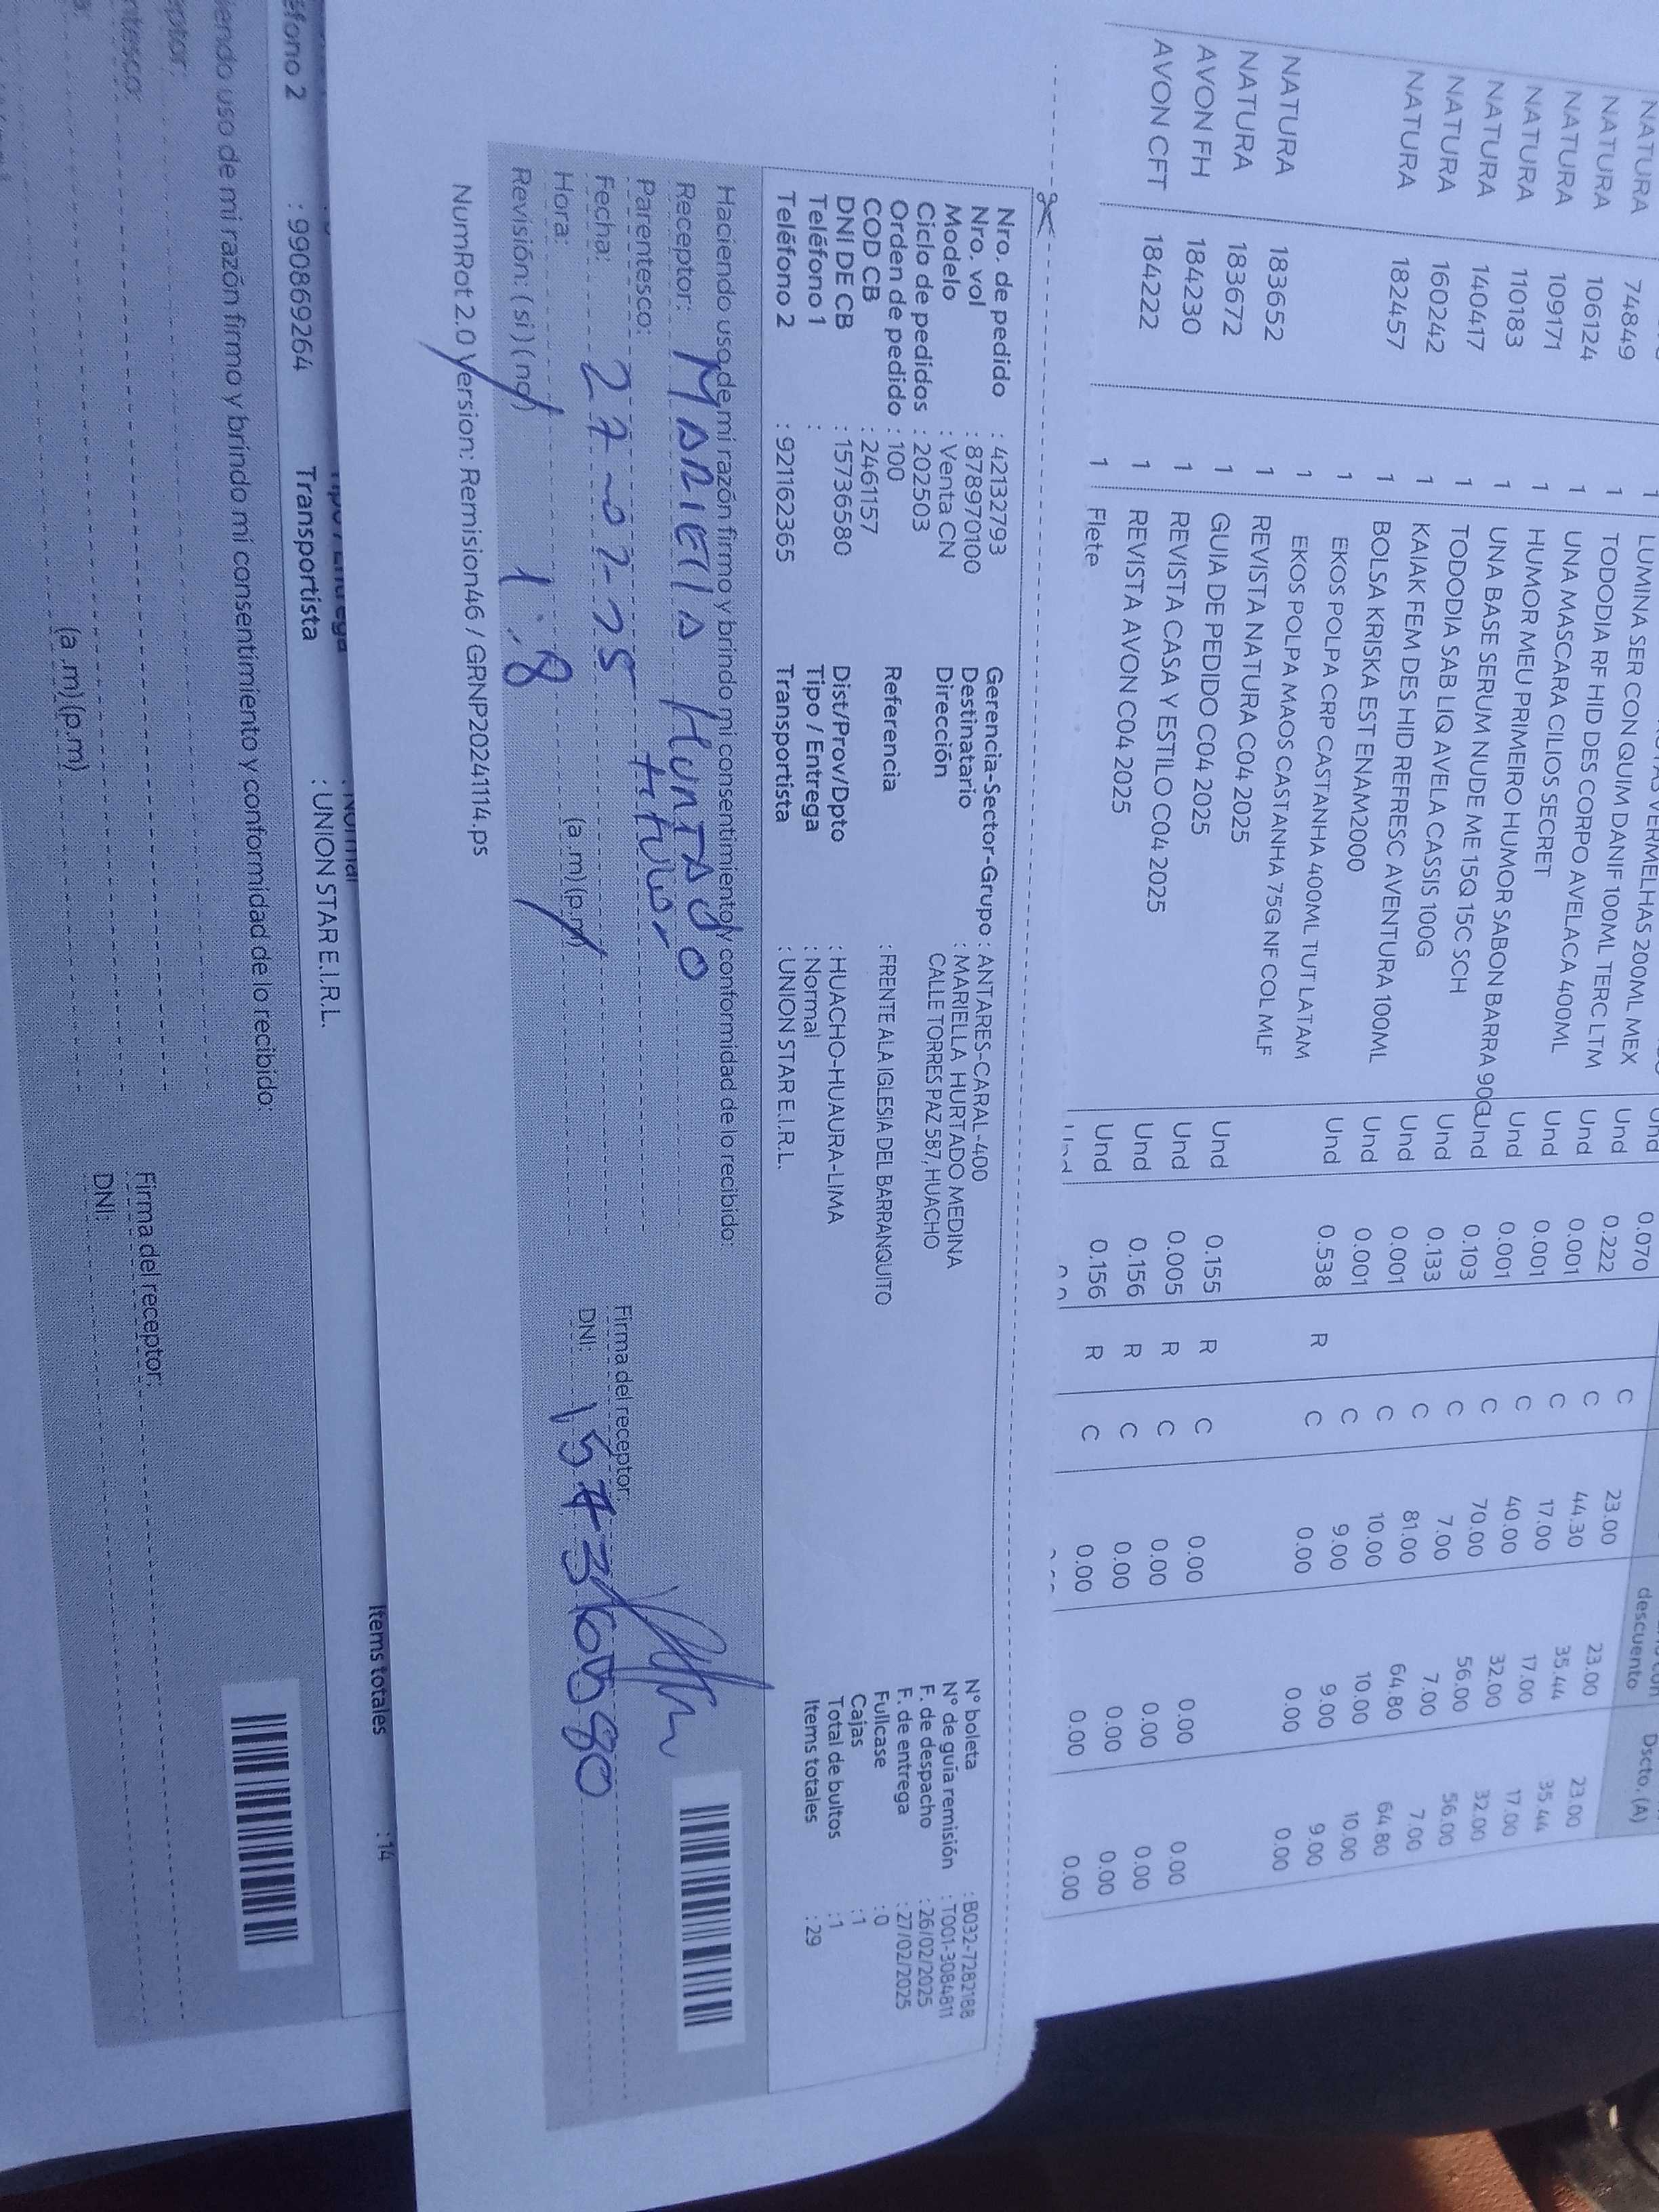 descuento Dscto. (A)
NATURA 74849 1 LUMINA SER CON QUIM DANIF 100ML TERC LTM Und 0.070 C 23.00 23.00 23.00
NATURA 106124 1 TODODIA RF HID DES CORPO AVELACA 400ML Und 0.222 C 44.30 35.44 35.44
NATURA 109171 1 UNA MASCARA CILIOS SECRET Und 0.001 C 17.00 17.00 17.00
NATURA 110183 1 HUMOR MEU PRIMEIRO HUMOR SABON BARRA 90G Und 0.001 C 40.00 32.00 32.00
NATURA 140417 1 UNA BASE SERUM NUDE ME 15Q 15C SCH Und 0.001 C 70.00 56.00 56.00
NATURA 160242 1 TODODIA SAB LIQ AVELA CASSIS 100G Und 0.103 C 7.00 7.00 7.00
NATURA 182457 1 KAIAK FEM DES HID REFRESC AVENTURA 100ML Und 0.133 C 81.00 64.80 64.80
1 BOLSA KRISKA EST ENAM2000 Und 0.001 C 10.00 10.00 10.00
1 EKOS POLPA CRP CASTANHA 400ML TUT LATAM Und 0.001 C 9.00 9.00 9.00
NATURA 183652 1 EKOS POLPA MAOS CASTANHA 75G NF COL MLF Und 0.538 R C 0.00 0.00 0.00
NATURA 183672 1 REVISTA NATURA C04 2025 Und 0.155 R C 0.00 0.00 0.00
AVON FH 184230 1 GUIA DE PEDIDO C04 2025 Und 0.005 R C 0.00 0.00 0.00
AVON CFT 184222 1 REVISTA CASA Y ESTILO C04 2025 Und 0.156 R C 0.00 0.00 0.00
1 REVISTA AVON C04 2025 Und 0.156 R C 0.00 0.00 0.00
1 Flete
Nro. de pedido : 42132793 Gerencia-Sector-Grupo : ANTARES-CARAL-400 N° boleta : B032-7282188
Nro. vol : 878970100 Destinatario : MARIELLA HURTADO MEDINA N° de guía remisión : T001-3084811
Modelo : Venta CN Dirección CALLE TORRES PAZ 587,HUACHO F. de despacho : 26/02/2025
Ciclo de pedidos : 202503 F. de entrega : 27/02/2025
Orden de pedido : 100 Referencia : FRENTE A LA IGLESIA DEL BARRANQUITO Fullcase : 0
COD CB : 2461157 Cajas : 1
DNI DE CB : 15736580 Dist/Prov/Dpto : HUACHO-HUAURA-LIMA Total de bultos : 1
Teléfono 1 : Tipo / Entrega : Normal Items totales : 29
Teléfono 2 : 921162365 Transportista : UNION STAR E.I.R.L.
Haciendo uso de mi razón firmo y brindo mi consentimiento y conformidad de lo recibido:
Receptor: MARIELLA HURTADO
Parentesco: titular Firma del receptor:
Fecha: 27-02-25 DNI: 15736580
Hora: (a.m)(p.m)
Revisión: (si) (no) 1:18
NumRot 2.0 Version: Remision46 / GRNP20241114.ps
Items totales : 14
: Normal
éfono 2 : 990869264 Transportista : UNION STAR E.I.R.L.
iendo uso de mi razón firmo y brindo mi consentimiento y conformidad de lo recibido:
eptor:
ntesco: Firma del receptor:
DNI:
(a.m)(p.m)